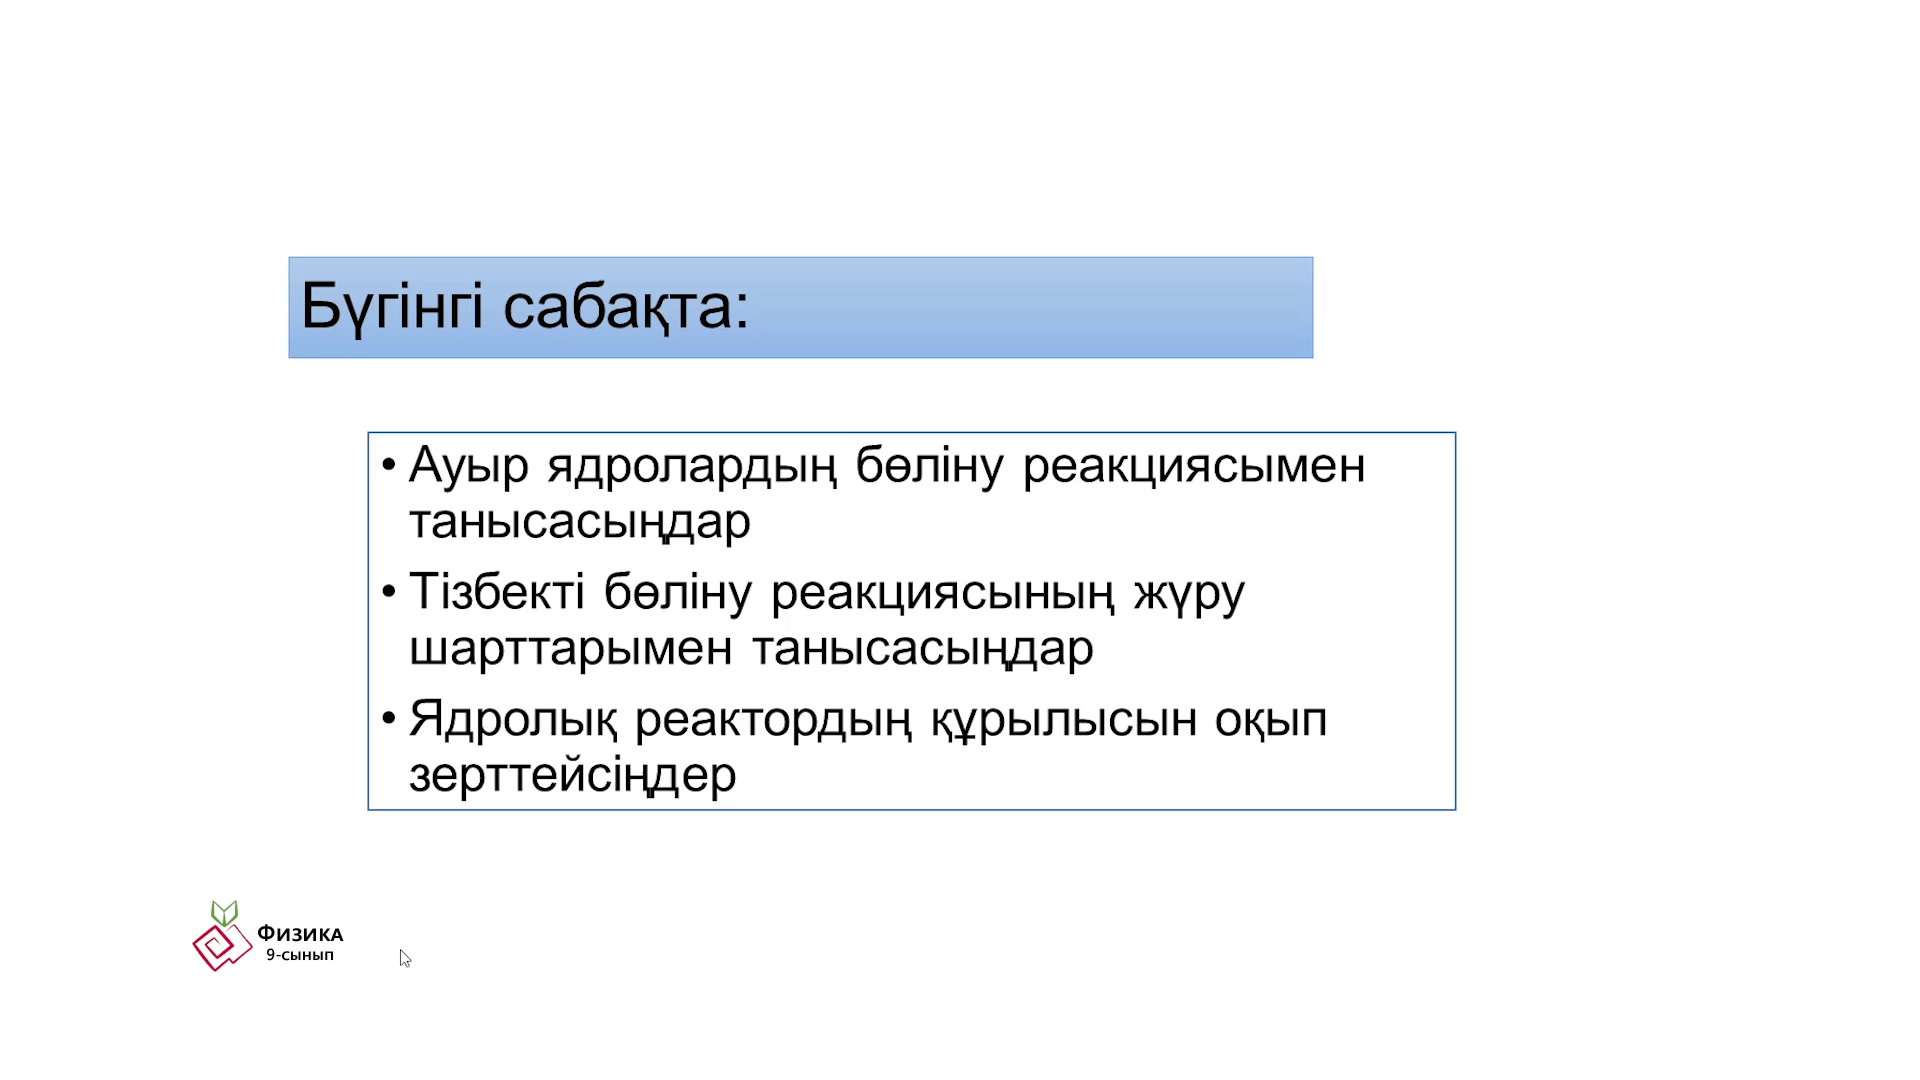 Бүгінгі сабақта:
• Ауыр ядролардың бөліну реакциясымен
танысасыңдар
• Тізбекті бөліну реакциясының жүру
шарттарымен танысасыңдар
• Ядролық реактордың құрылысын оқып
зерттейсіңдер
Физика
9-сынып